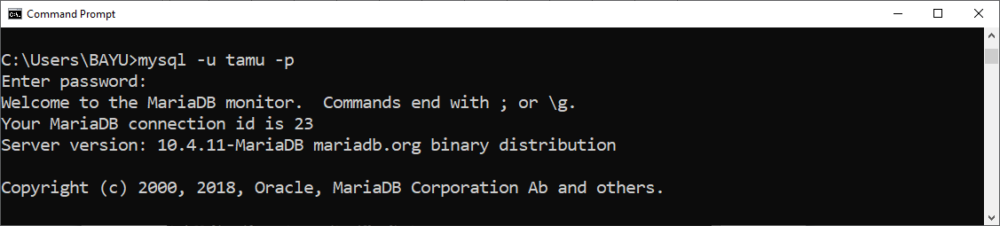 Command Prompt
C:\Users\BAYU>mysql -u tamu -p
Enter password:
Welcome to the MariaDB monitor.  Commands end with ; or \g.
Your MariaDB connection id is 23
Server version: 10.4.11-MariaDB mariadb.org binary distribution
Copyright (c) 2000, 2018, Oracle, MariaDB Corporation Ab and others.